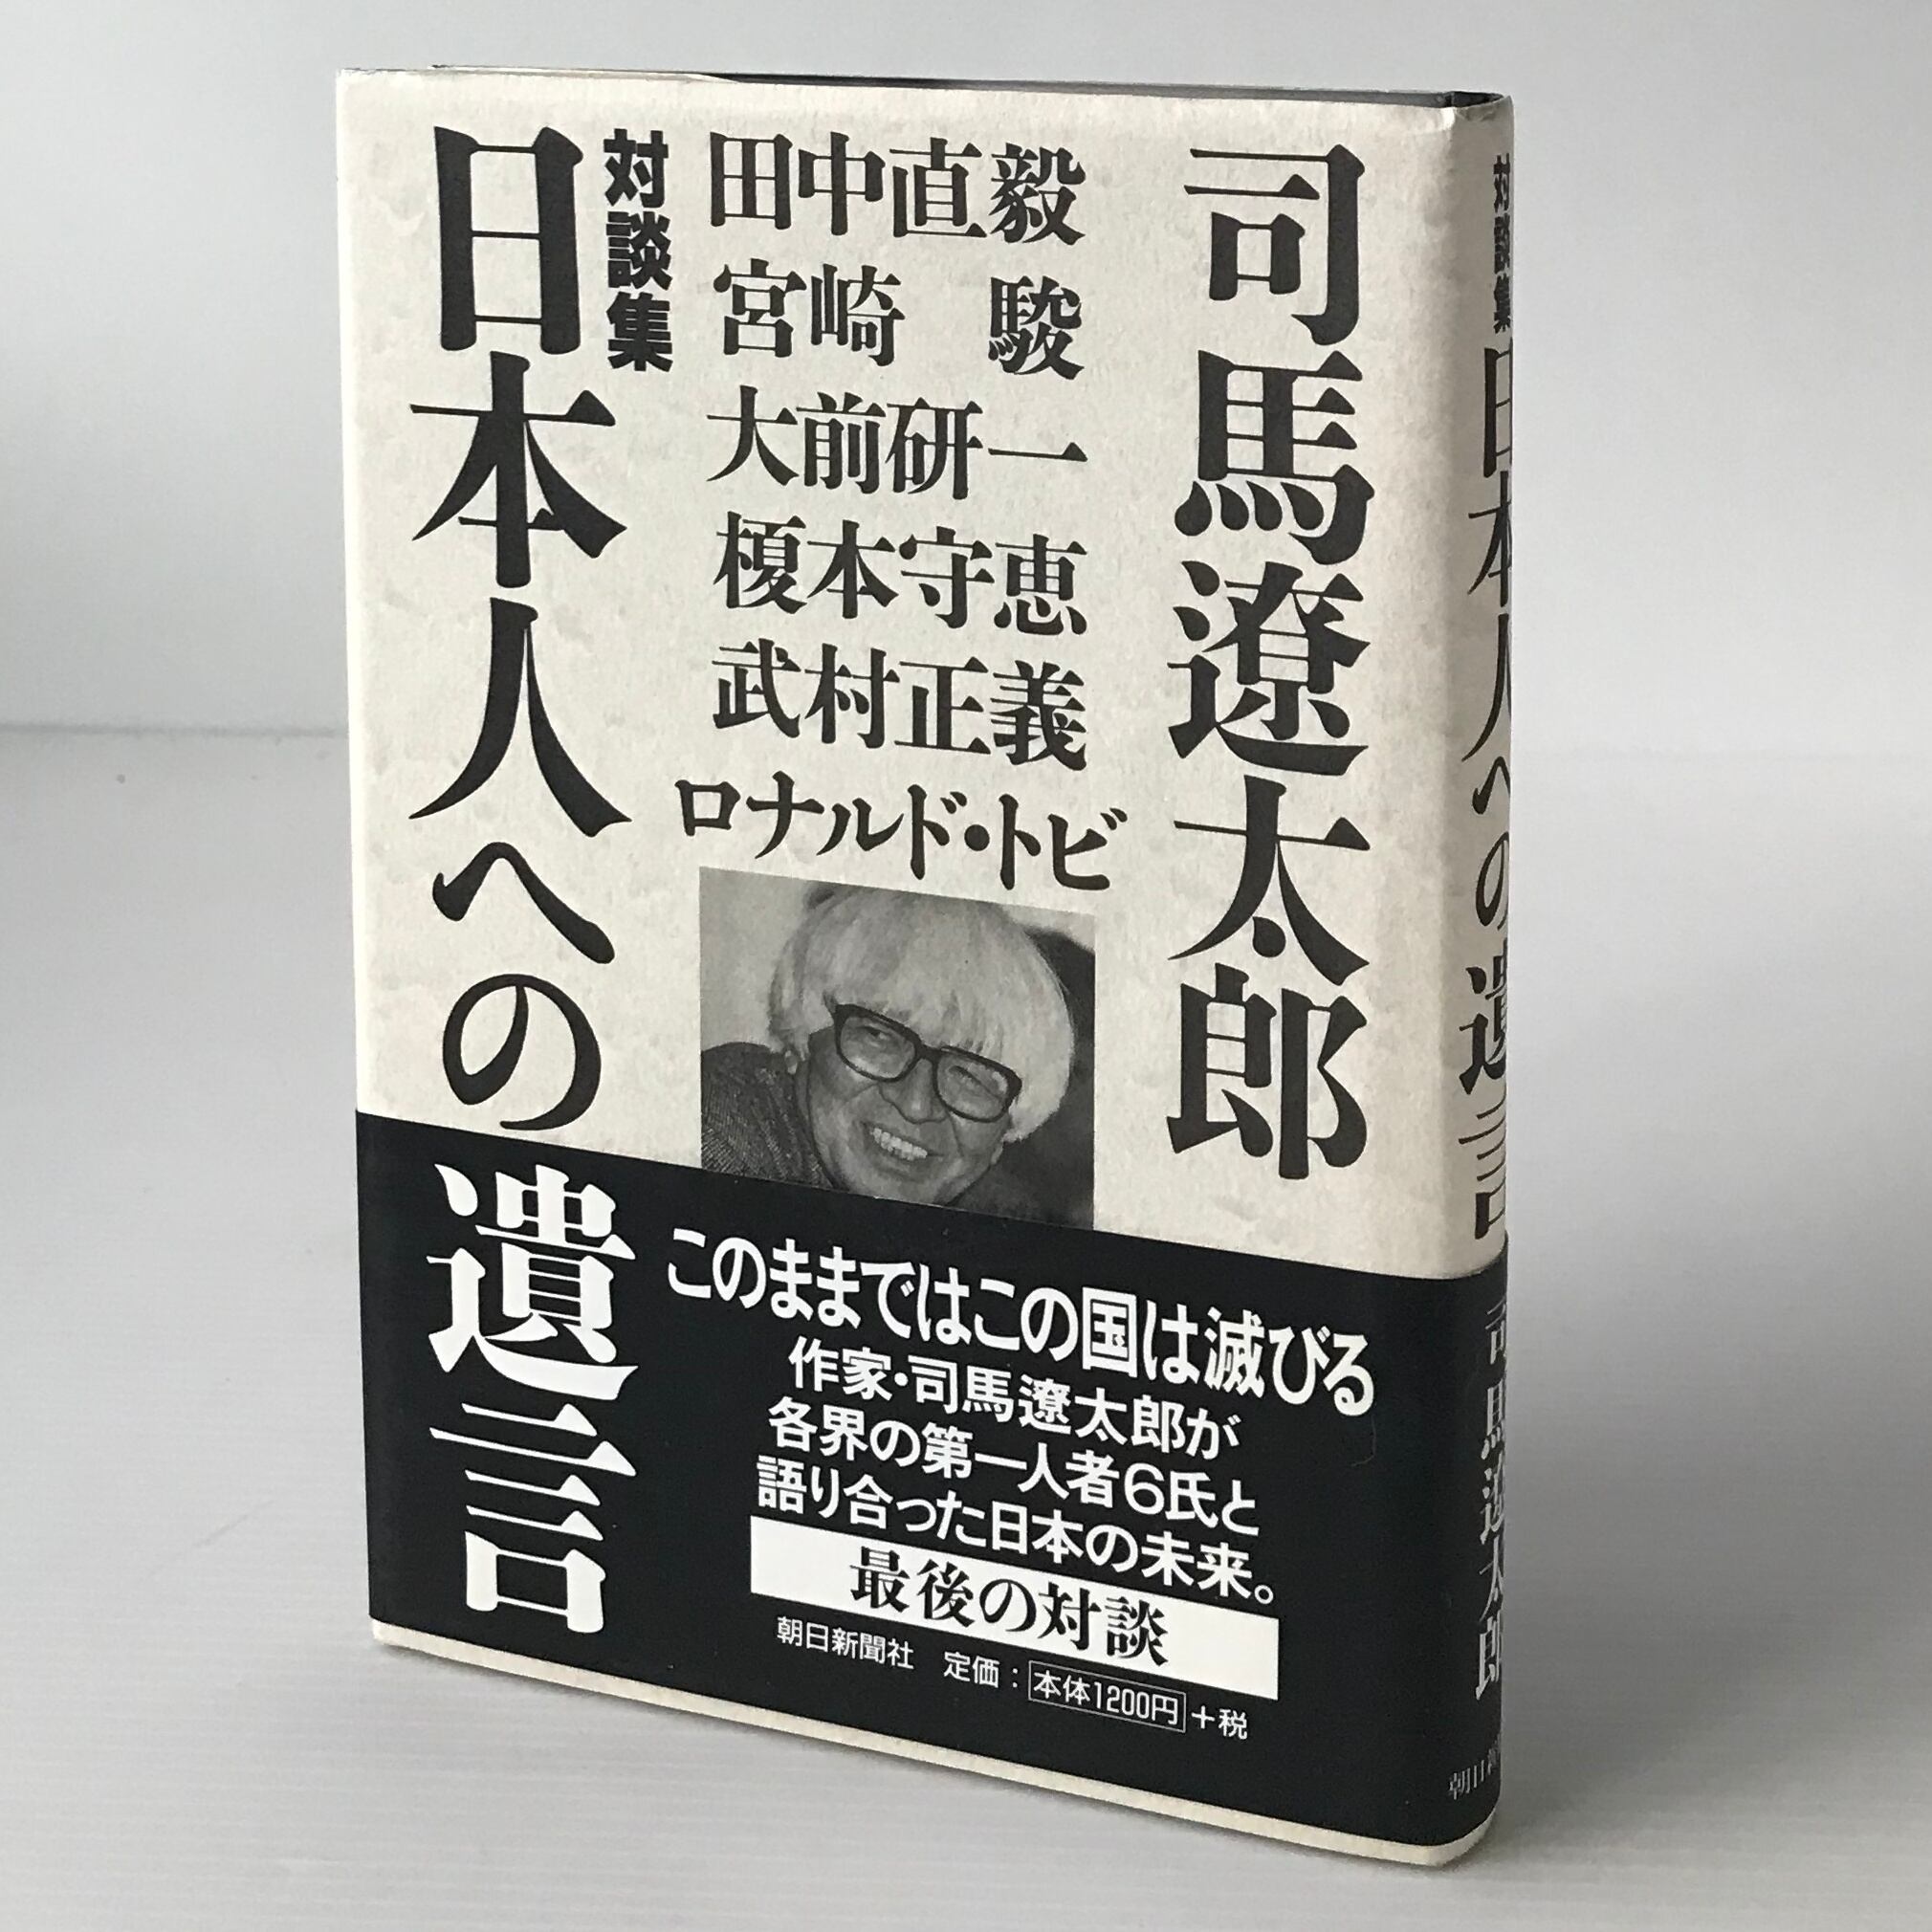 司馬遼太郎
田中直毅
宮崎 駿
大前研一
榎本守恵
武村正義
ロナルド・トビ
対談集
日本人への遺言
このままではこの国は滅びる
作家・司馬遼太郎が
各界の第一人者6氏と
語り合った日本の未来。
最後の対談
朝日新聞社 定価：本体1200円+税
対談集
日本人への遺言
司馬遼太郎
朝日新